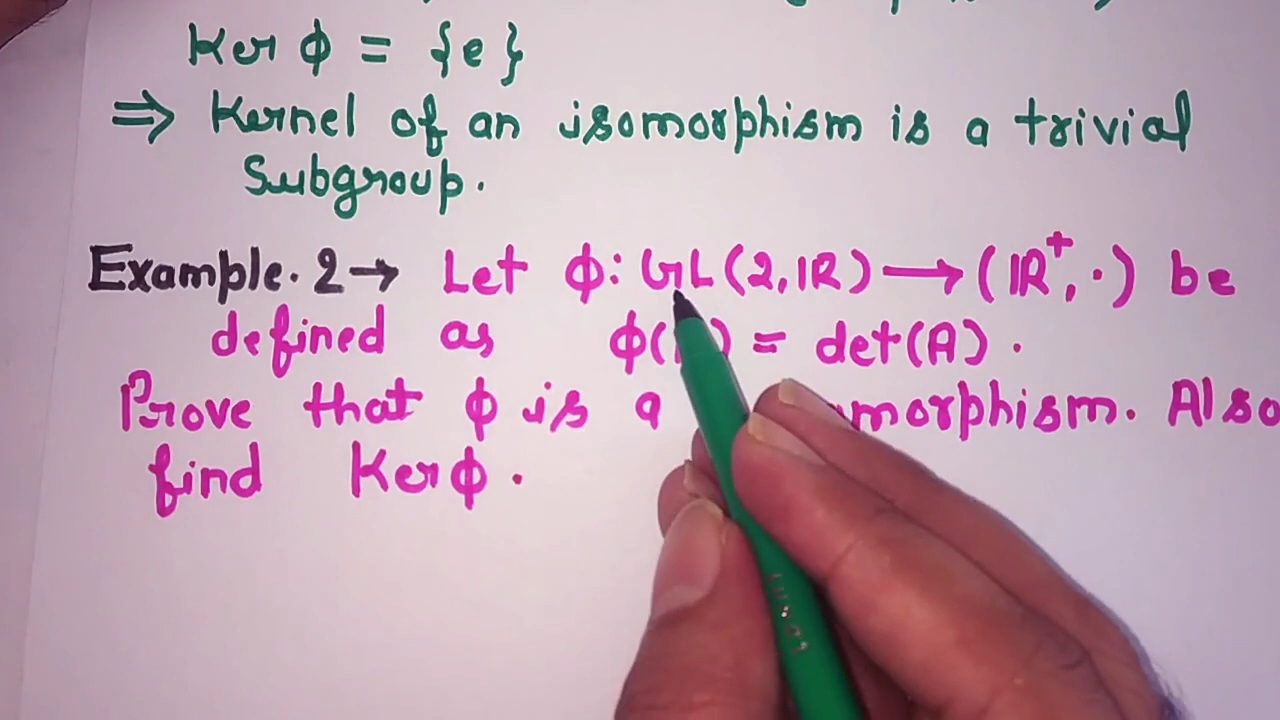 Ker ϕ = {e}
⇒ Kernel of an isomorphism is a trivial
Subgroup.
Example. 2 → Let ϕ: GL(2, IR) ⟶ (IR⁺, ·) be
defined as ϕ( ) = det(A).
Prove that ϕ is a morphism. Also
find Ker ϕ.